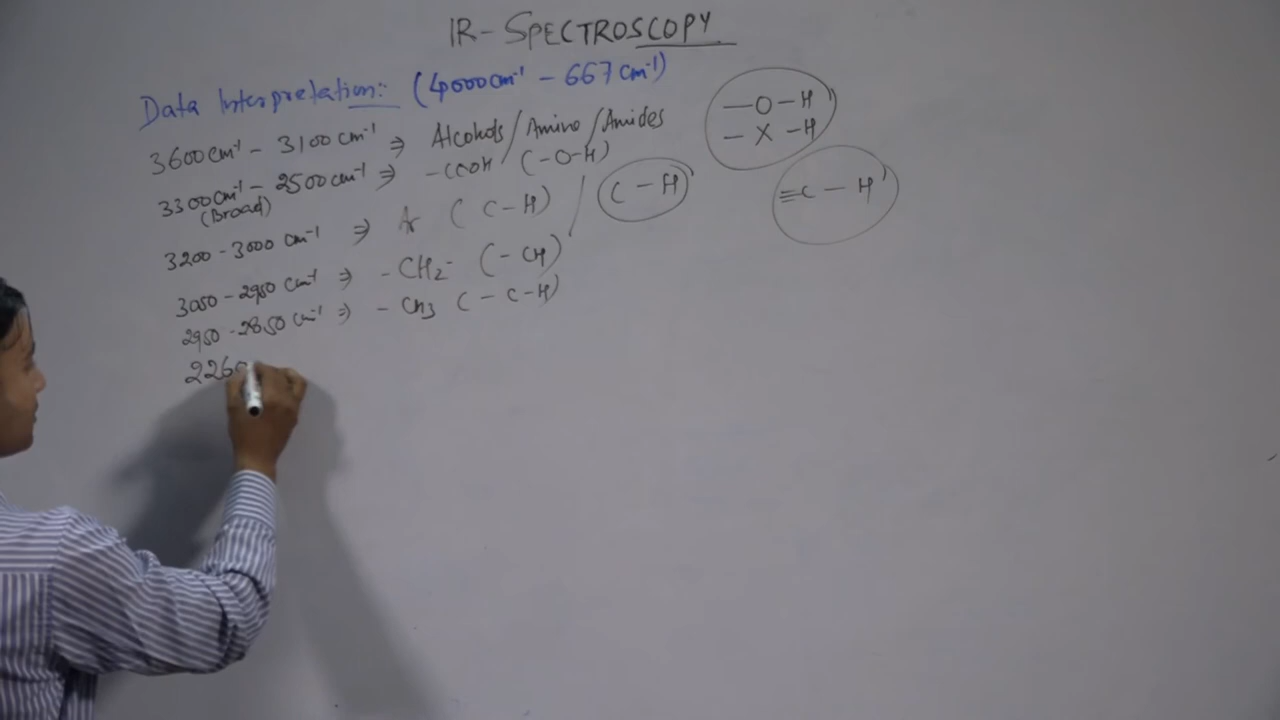 IR-SPECTROSCOPY
Data Interpretation:- (4000cm⁻¹ - 667cm⁻¹)
3600cm⁻¹ - 3100cm⁻¹ ⇒ Alcohols/Amino/Amides
3300cm⁻¹ - 2500cm⁻¹ ⇒ -COOH (-O-H)
(Broad)
3200-3000 cm⁻¹ ⇒ Ar (C-H)
3050-2950 cm⁻¹ ⇒ -CH₂- (-CH)
2950-2850 cm⁻¹ ⇒ -CH₃ (-C-H)
226
—O—H
—X—H
C—H
≡C—H